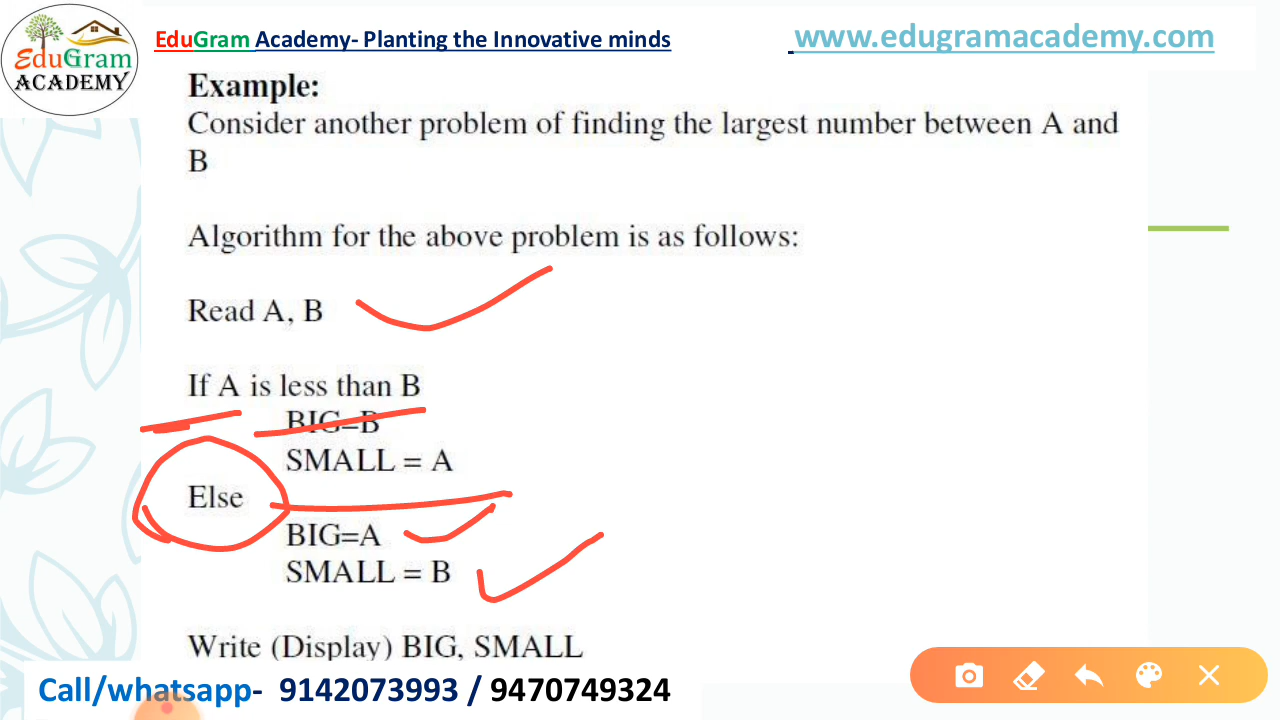 EduGram
ACADEMY
EduGram Academy- Planting the Innovative minds
www.edugramacademy.com
Example:
Consider another problem of finding the largest number between A and
B
Algorithm for the above problem is as follows:
Read A, B
If A is less than B
BIG=B
SMALL = A
Else
BIG=A
SMALL = B
Write (Display) BIG, SMALL
Call/whatsapp- 9142073993 / 9470749324